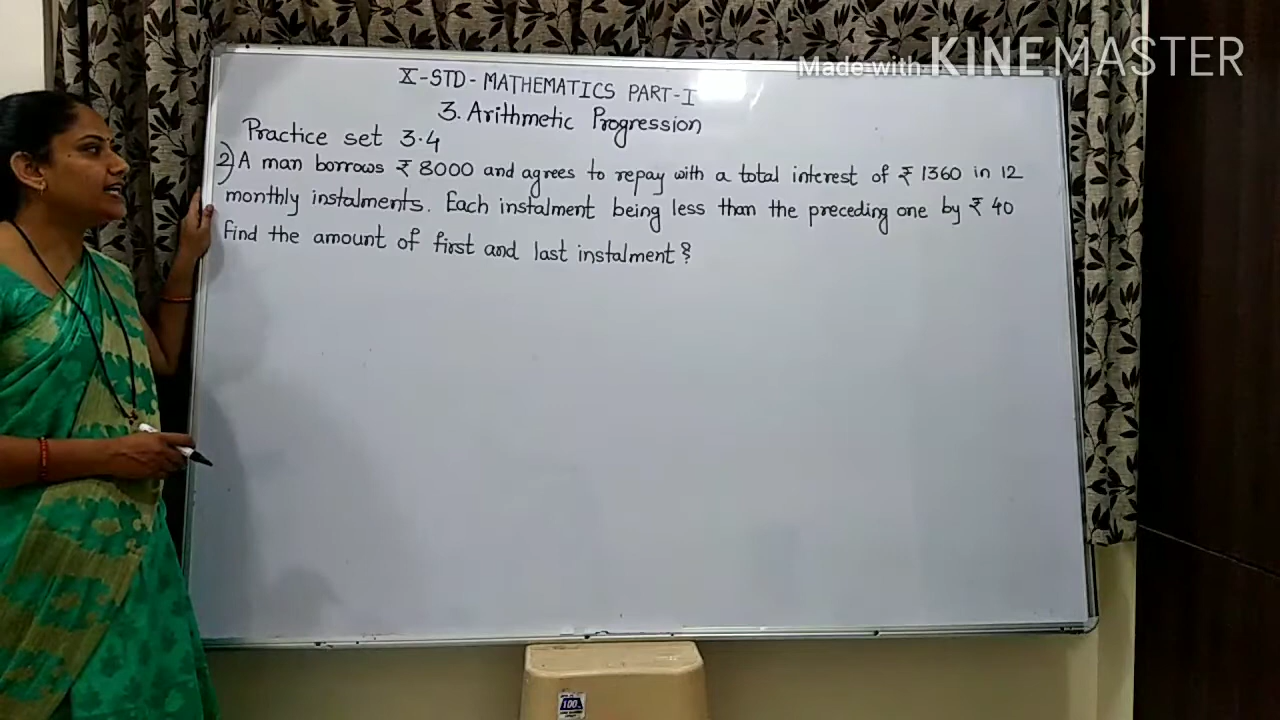 Made with KINEMASTER
X-STD- MATHEMATICS PART-I
3. Arithmetic Progression
Practice set 3.4
2) A man borrows ₹ 8000 and agrees to repay with a total interest of ₹ 1360 in 12
monthly instalments. Each instalment being less than the preceding one by ₹ 40
Find the amount of first and last instalment?
100